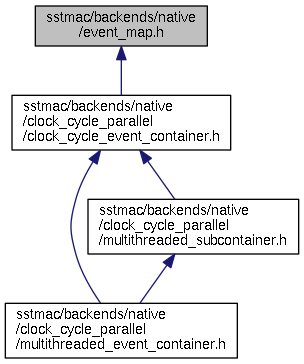 sstmac/backends/native
/event_map.h
sstmac/backends/native
/clock_cycle_parallel
/clock_cycle_event_container.h
sstmac/backends/native
/clock_cycle_parallel
/multithreaded_subcontainer.h
sstmac/backends/native
/clock_cycle_parallel
/multithreaded_event_container.h